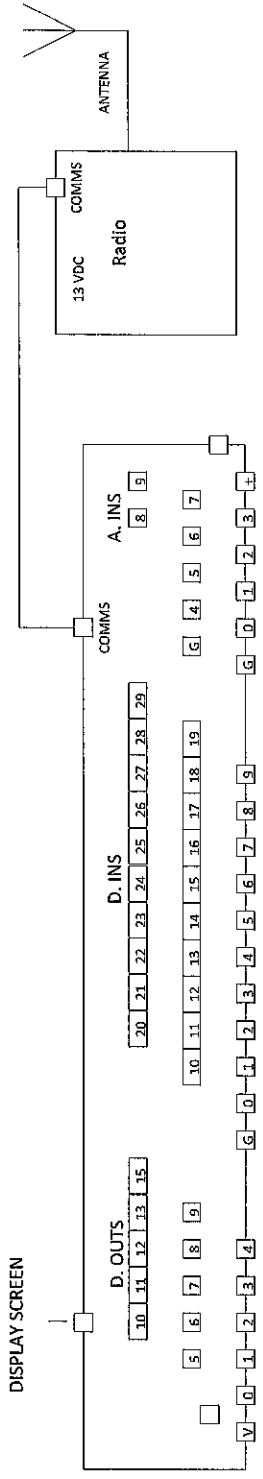 DISPLAY SCREEN
COMMS
COMMS
ANTENNA
13 VDC
Radio
D. OUTS
D. INS
A. INS
10 11 12 13 15
20 21 22 23 24 25 26 27 28 29
8 9
5 6 7 8 9
10 11 12 13 14 15 16 17 18 19
G 4 5 6 7
V 0 1 2 3 4
G 0 1 2 3 4 5 6 7 8 9
G 0 1 2 3 +